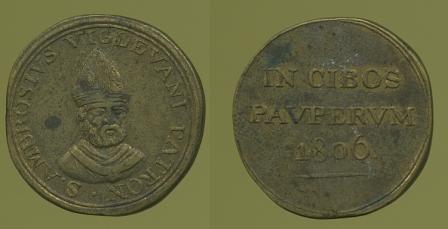 S. AMBROSIVS VIGLEVANI PATRON.
IN CIBOS
PAVPERVM
1806.